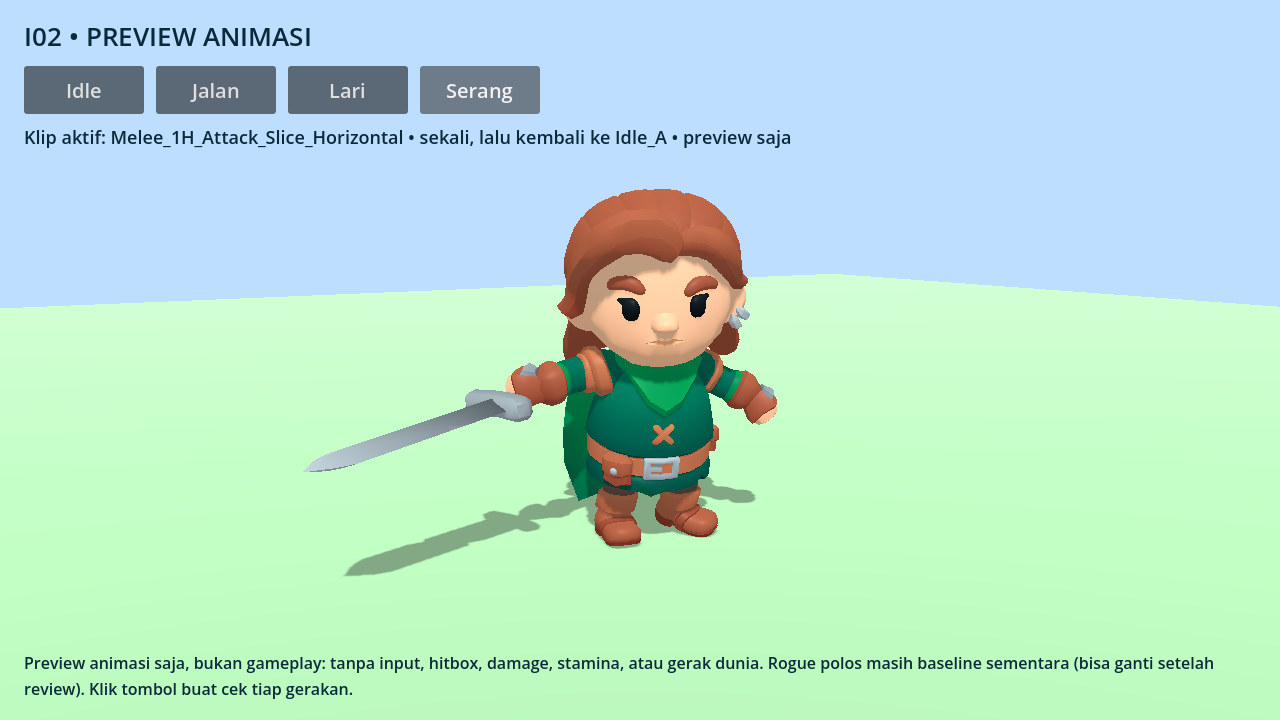 I02 • PREVIEW ANIMASI
Idle
Jalan
Lari
Serang
Klip aktif: Melee_1H_Attack_Slice_Horizontal • sekali, lalu kembali ke Idle_A • preview saja
Preview animasi saja, bukan gameplay: tanpa input, hitbox, damage, stamina, atau gerak dunia. Rogue polos masih baseline sementara (bisa ganti setelah
review). Klik tombol buat cek tiap gerakan.